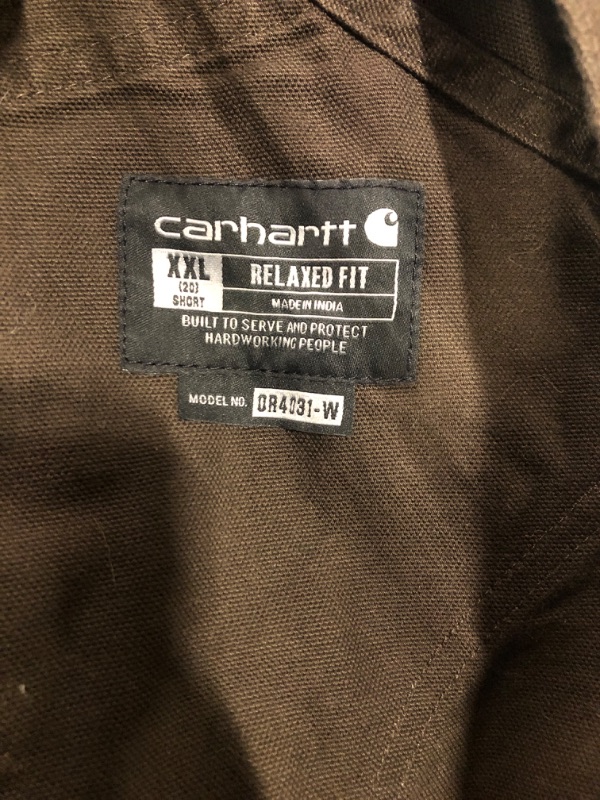 carhartt
XXL
(20)
SHORT
RELAXED FIT
MADE IN INDIA
BUILT TO SERVE AND PROTECT
HARDWORKING PEOPLE
MODEL NO. OR4031-W